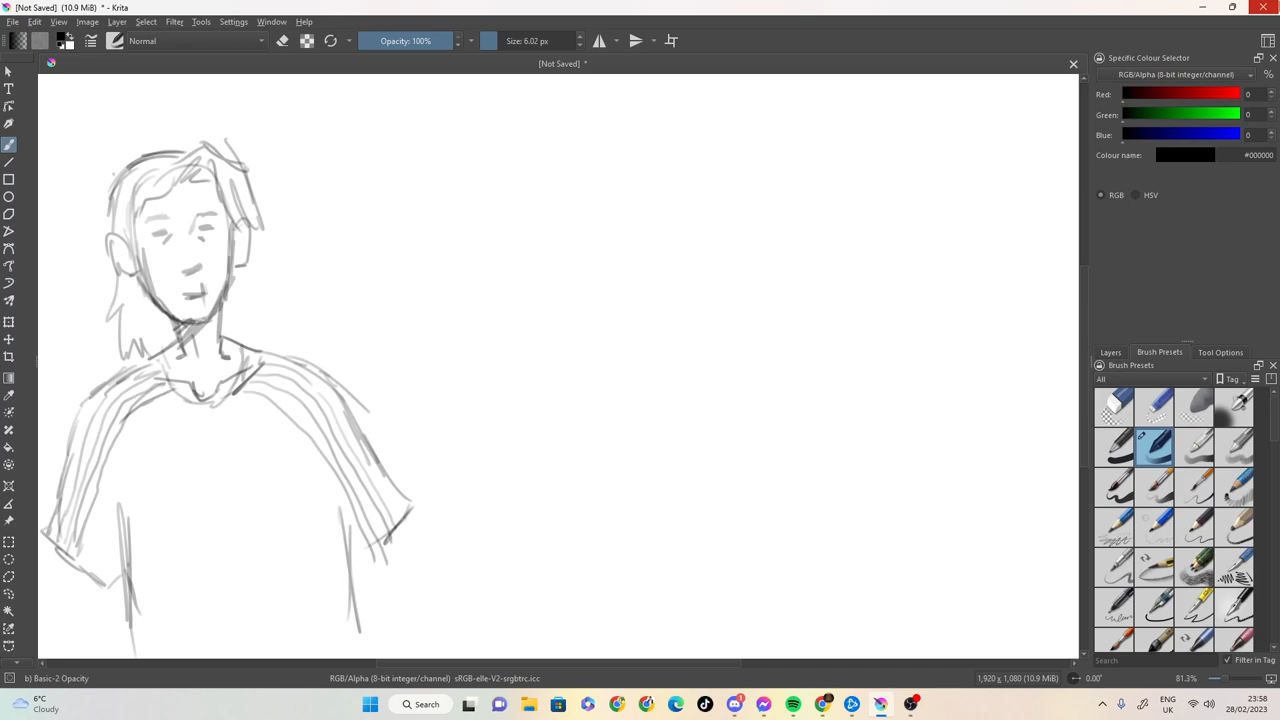 [Not Saved] (10.9 MiB) * - Krita
File Edit View Image Layer Select Filter Tools Settings Window Help
Normal Opacity: 100% Size: 6.02 px
[Not Saved] *
Specific Colour Selector
RGB/Alpha (8-bit integer/channel) %
Red: 0
Green: 0
Blue: 0
Colour name: #000000
RGB HSV
Layers Brush Presets Tool Options
Brush Presets
All Tag
Search Filter in Tag
b) Basic-2 Opacity RGB/Alpha (8-bit integer/channel) sRGB-elle-V2-srgbtrc.icc 1,920 x 1,080 (10.9 MiB) 0.00° 81.3%
6°C
Cloudy
Search
1
ENG
UK
23:58
28/02/2023